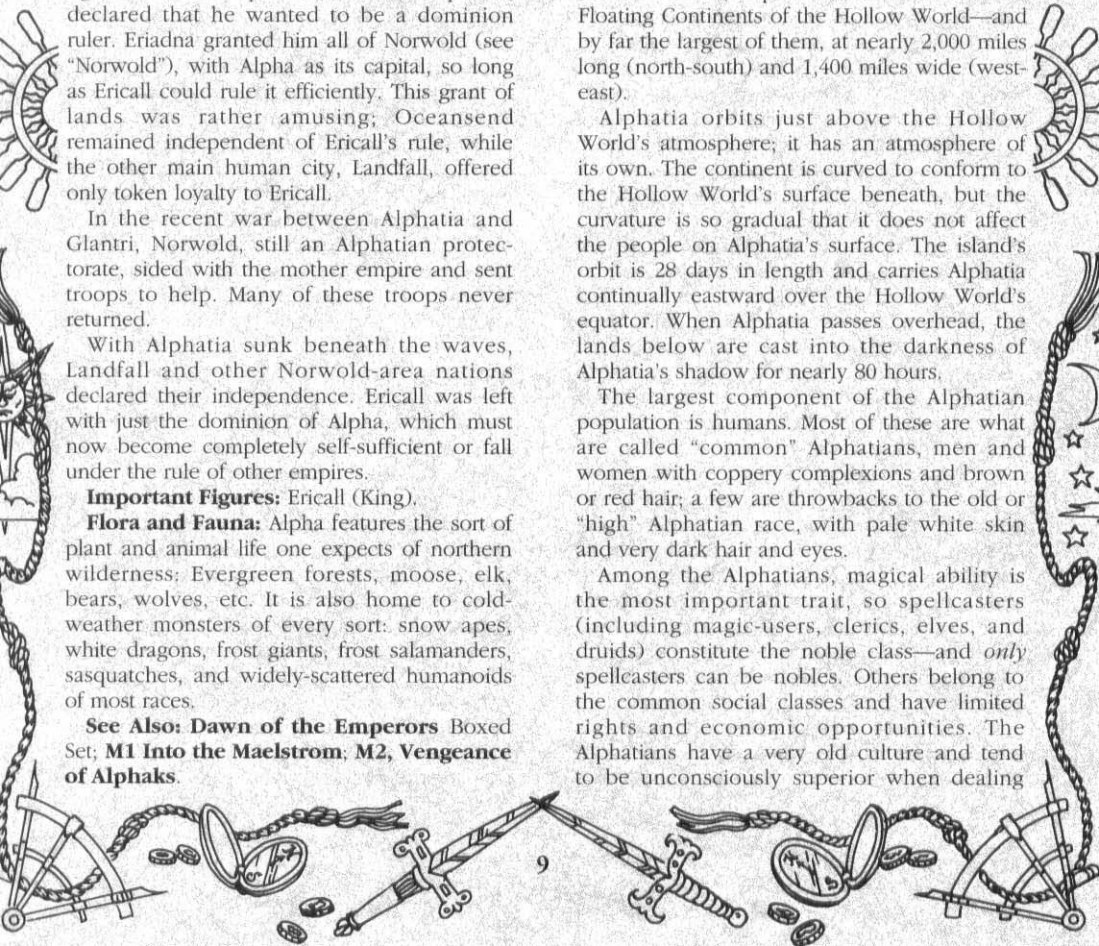 declared that he wanted to be a dominion
ruler. Eriadna granted him all of Norwold (see
"Norwold"), with Alpha as its capital, so long
as Ericall could rule it efficiently. This grant of
lands was rather amusing; Oceansend
remained independent of Ericall's rule, while
the other main human city, Landfall, offered
only token loyalty to Ericall.
In the recent war between Alphatia and
Glantri, Norwold, still an Alphatian protec-
torate, sided with the mother empire and sent
troops to help. Many of these troops never
returned.
With Alphatia sunk beneath the waves,
Landfall and other Norwold-area nations
declared their independence. Ericall was left
with just the dominion of Alpha, which must
now become completely self-sufficient or fall
under the rule of other empires.
Important Figures: Ericall (King).
Flora and Fauna: Alpha features the sort of
plant and animal life one expects of northern
wilderness: Evergreen forests, moose, elk,
bears, wolves, etc. It is also home to cold-
weather monsters of every sort: snow apes,
white dragons, frost giants, frost salamanders,
sasquatches, and widely-scattered humanoids
of most races.
See Also: Dawn of the Emperors Boxed
Set; M1 Into the Maelstrom; M2, Vengeance
of Alphaks.
Floating Continents of the Hollow World—and
by far the largest of them, at nearly 2,000 miles
long (north-south) and 1,400 miles wide (west-
east).
Alphatia orbits just above the Hollow
World's atmosphere; it has an atmosphere of
its own. The continent is curved to conform to
the Hollow World's surface beneath, but the
curvature is so gradual that it does not affect
the people on Alphatia's surface. The island's
orbit is 28 days in length and carries Alphatia
continually eastward over the Hollow World's
equator. When Alphatia passes overhead, the
lands below are cast into the darkness of
Alphatia's shadow for nearly 80 hours.
The largest component of the Alphatian
population is humans. Most of these are what
are called "common" Alphatians, men and
women with coppery complexions and brown
or red hair; a few are throwbacks to the old or
"high" Alphatian race, with pale white skin
and very dark hair and eyes.
Among the Alphatians, magical ability is
the most important trait, so spellcasters
(including magic-users, clerics, elves, and
druids) constitute the noble class—and only
spellcasters can be nobles. Others belong to
the common social classes and have limited
rights and economic opportunities. The
Alphatians have a very old culture and tend
to be unconsciously superior when dealing
9